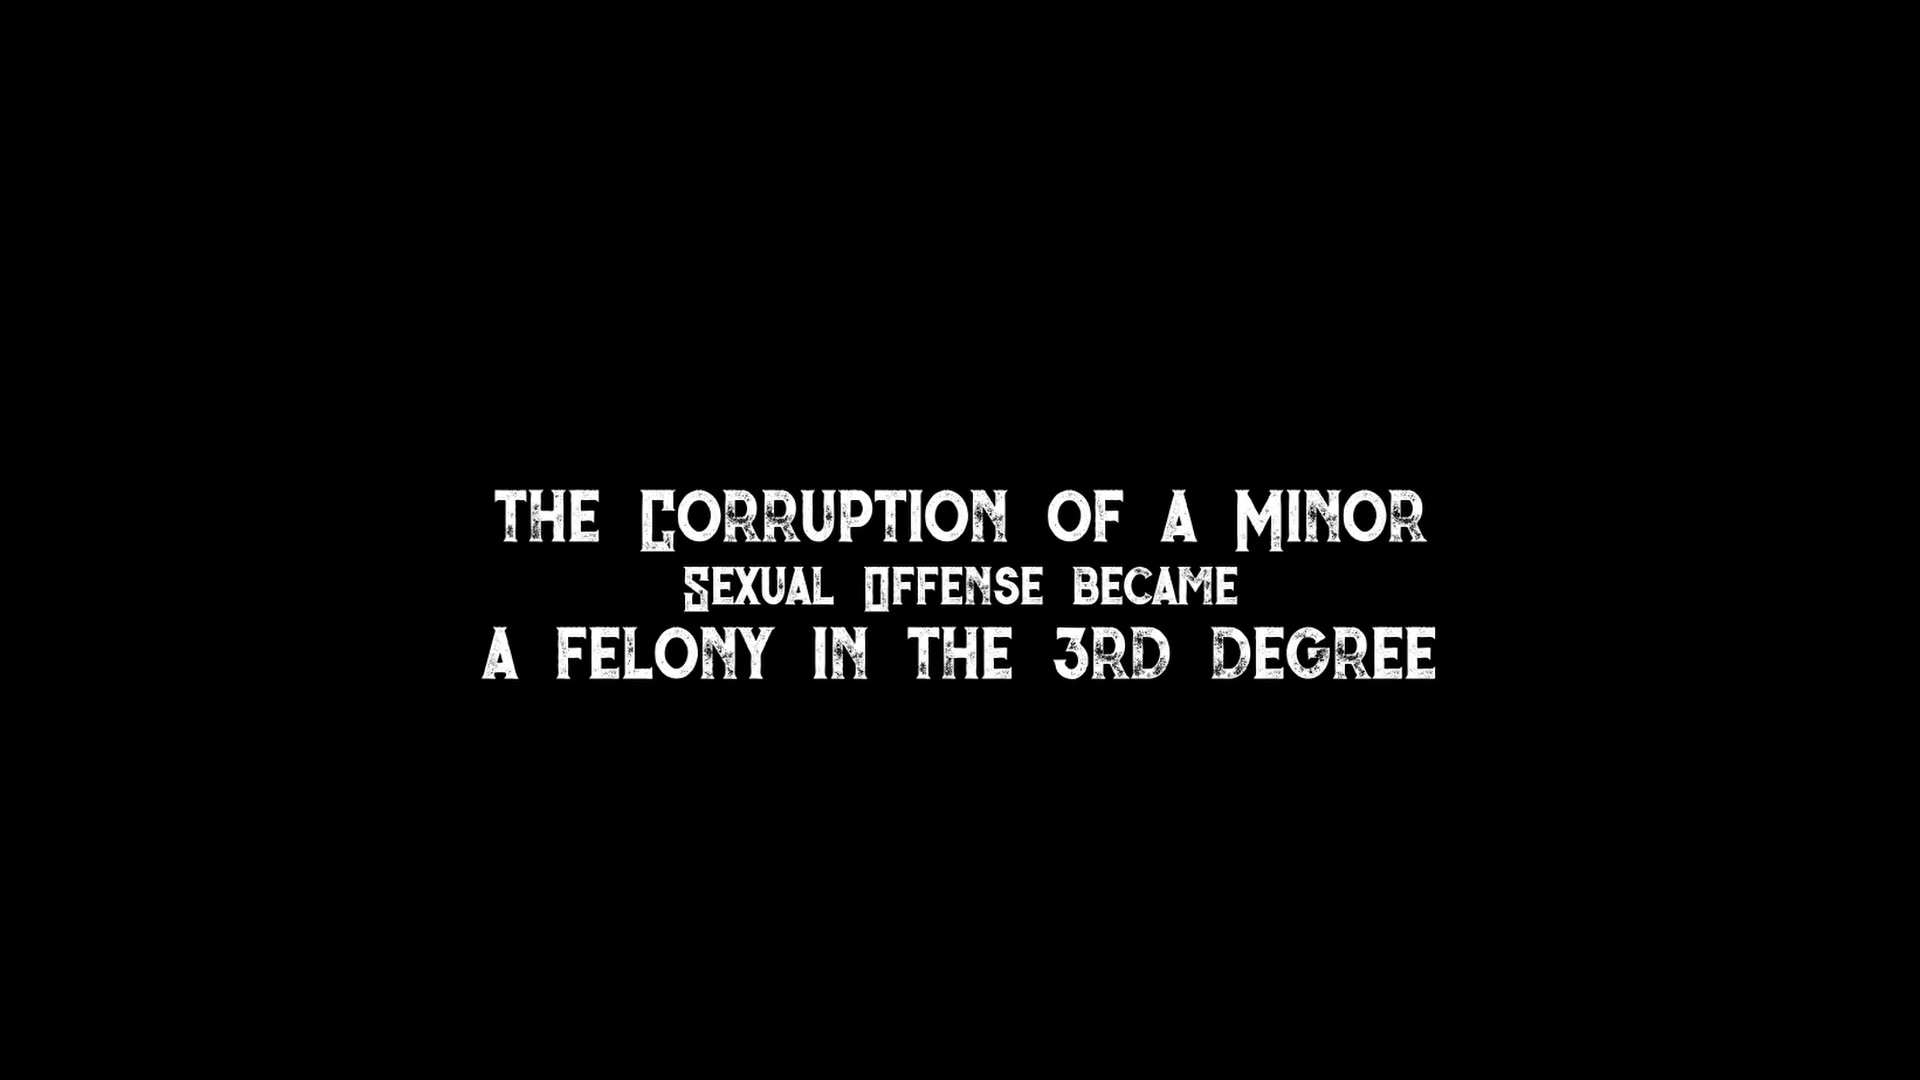 THE CORRUPTION OF A MINOR
SEXUAL OFFENSE BECAME
A FELONY IN THE 3RD DEGREE